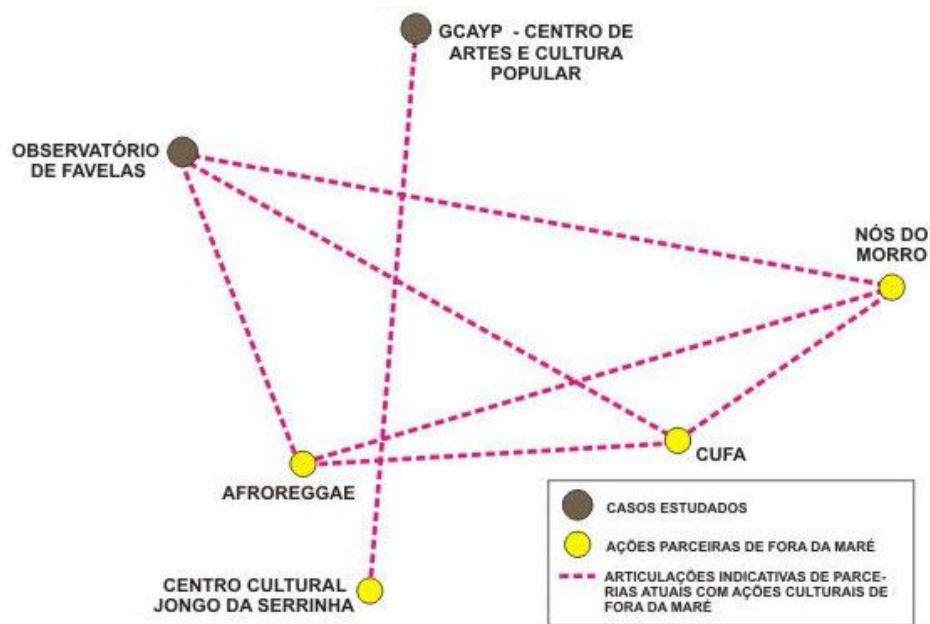 GCAYP - CENTRO DE
ARTES E CULTURA
POPULAR
OBSERVATÓRIO
DE FAVELAS
NÓS DO
MORRO
CUFA
AFROREGGAE
CENTRO CULTURAL
JONGO DA SERRINHA
CASOS ESTUDADOS
AÇÕES PARCEIRAS DE FORA DA MARÉ
ARTICULAÇÕES INDICATIVAS DE PARCE-
RIAS ATUAIS COM AÇÕES CULTURAIS DE
FORA DA MARÉ